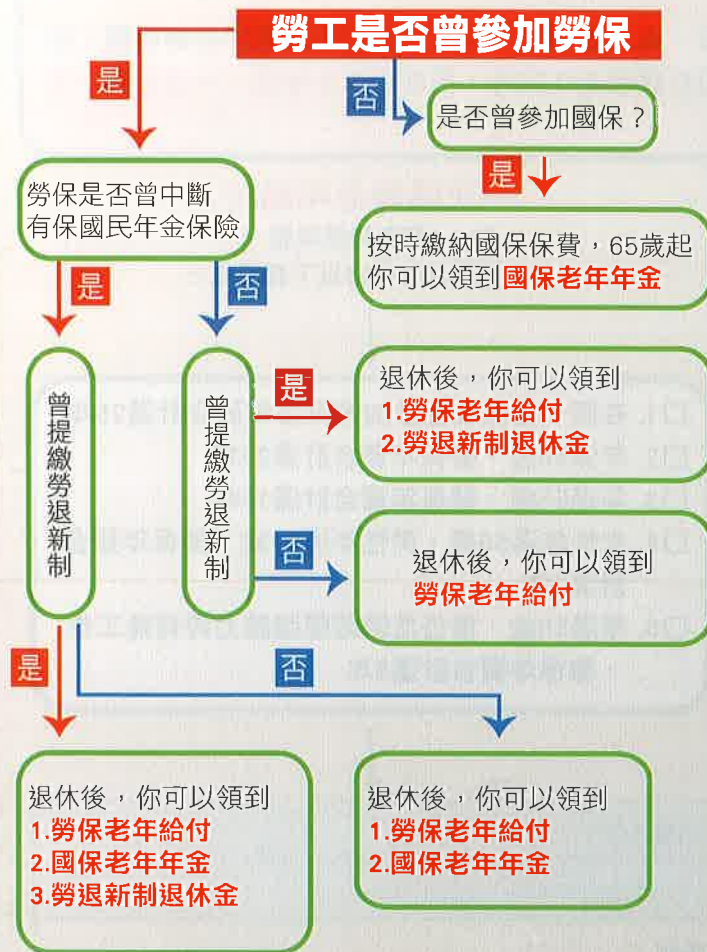 勞工是否曾參加勞保
是
否
是否曾參加國保？
勞保是否曾中斷
有保國民年金保險
是
按時繳納國保保費，65歲起
你可以領到國保老年年金
是
否
曾提繳勞退新制
曾提繳勞退新制
是
退休後，你可以領到
1.勞保老年給付
2.勞退新制退休金
否
退休後，你可以領到
勞保老年給付
是
否
退休後，你可以領到
1.勞保老年給付
2.國保老年年金
3.勞退新制退休金
退休後，你可以領到
1.勞保老年給付
2.國保老年年金